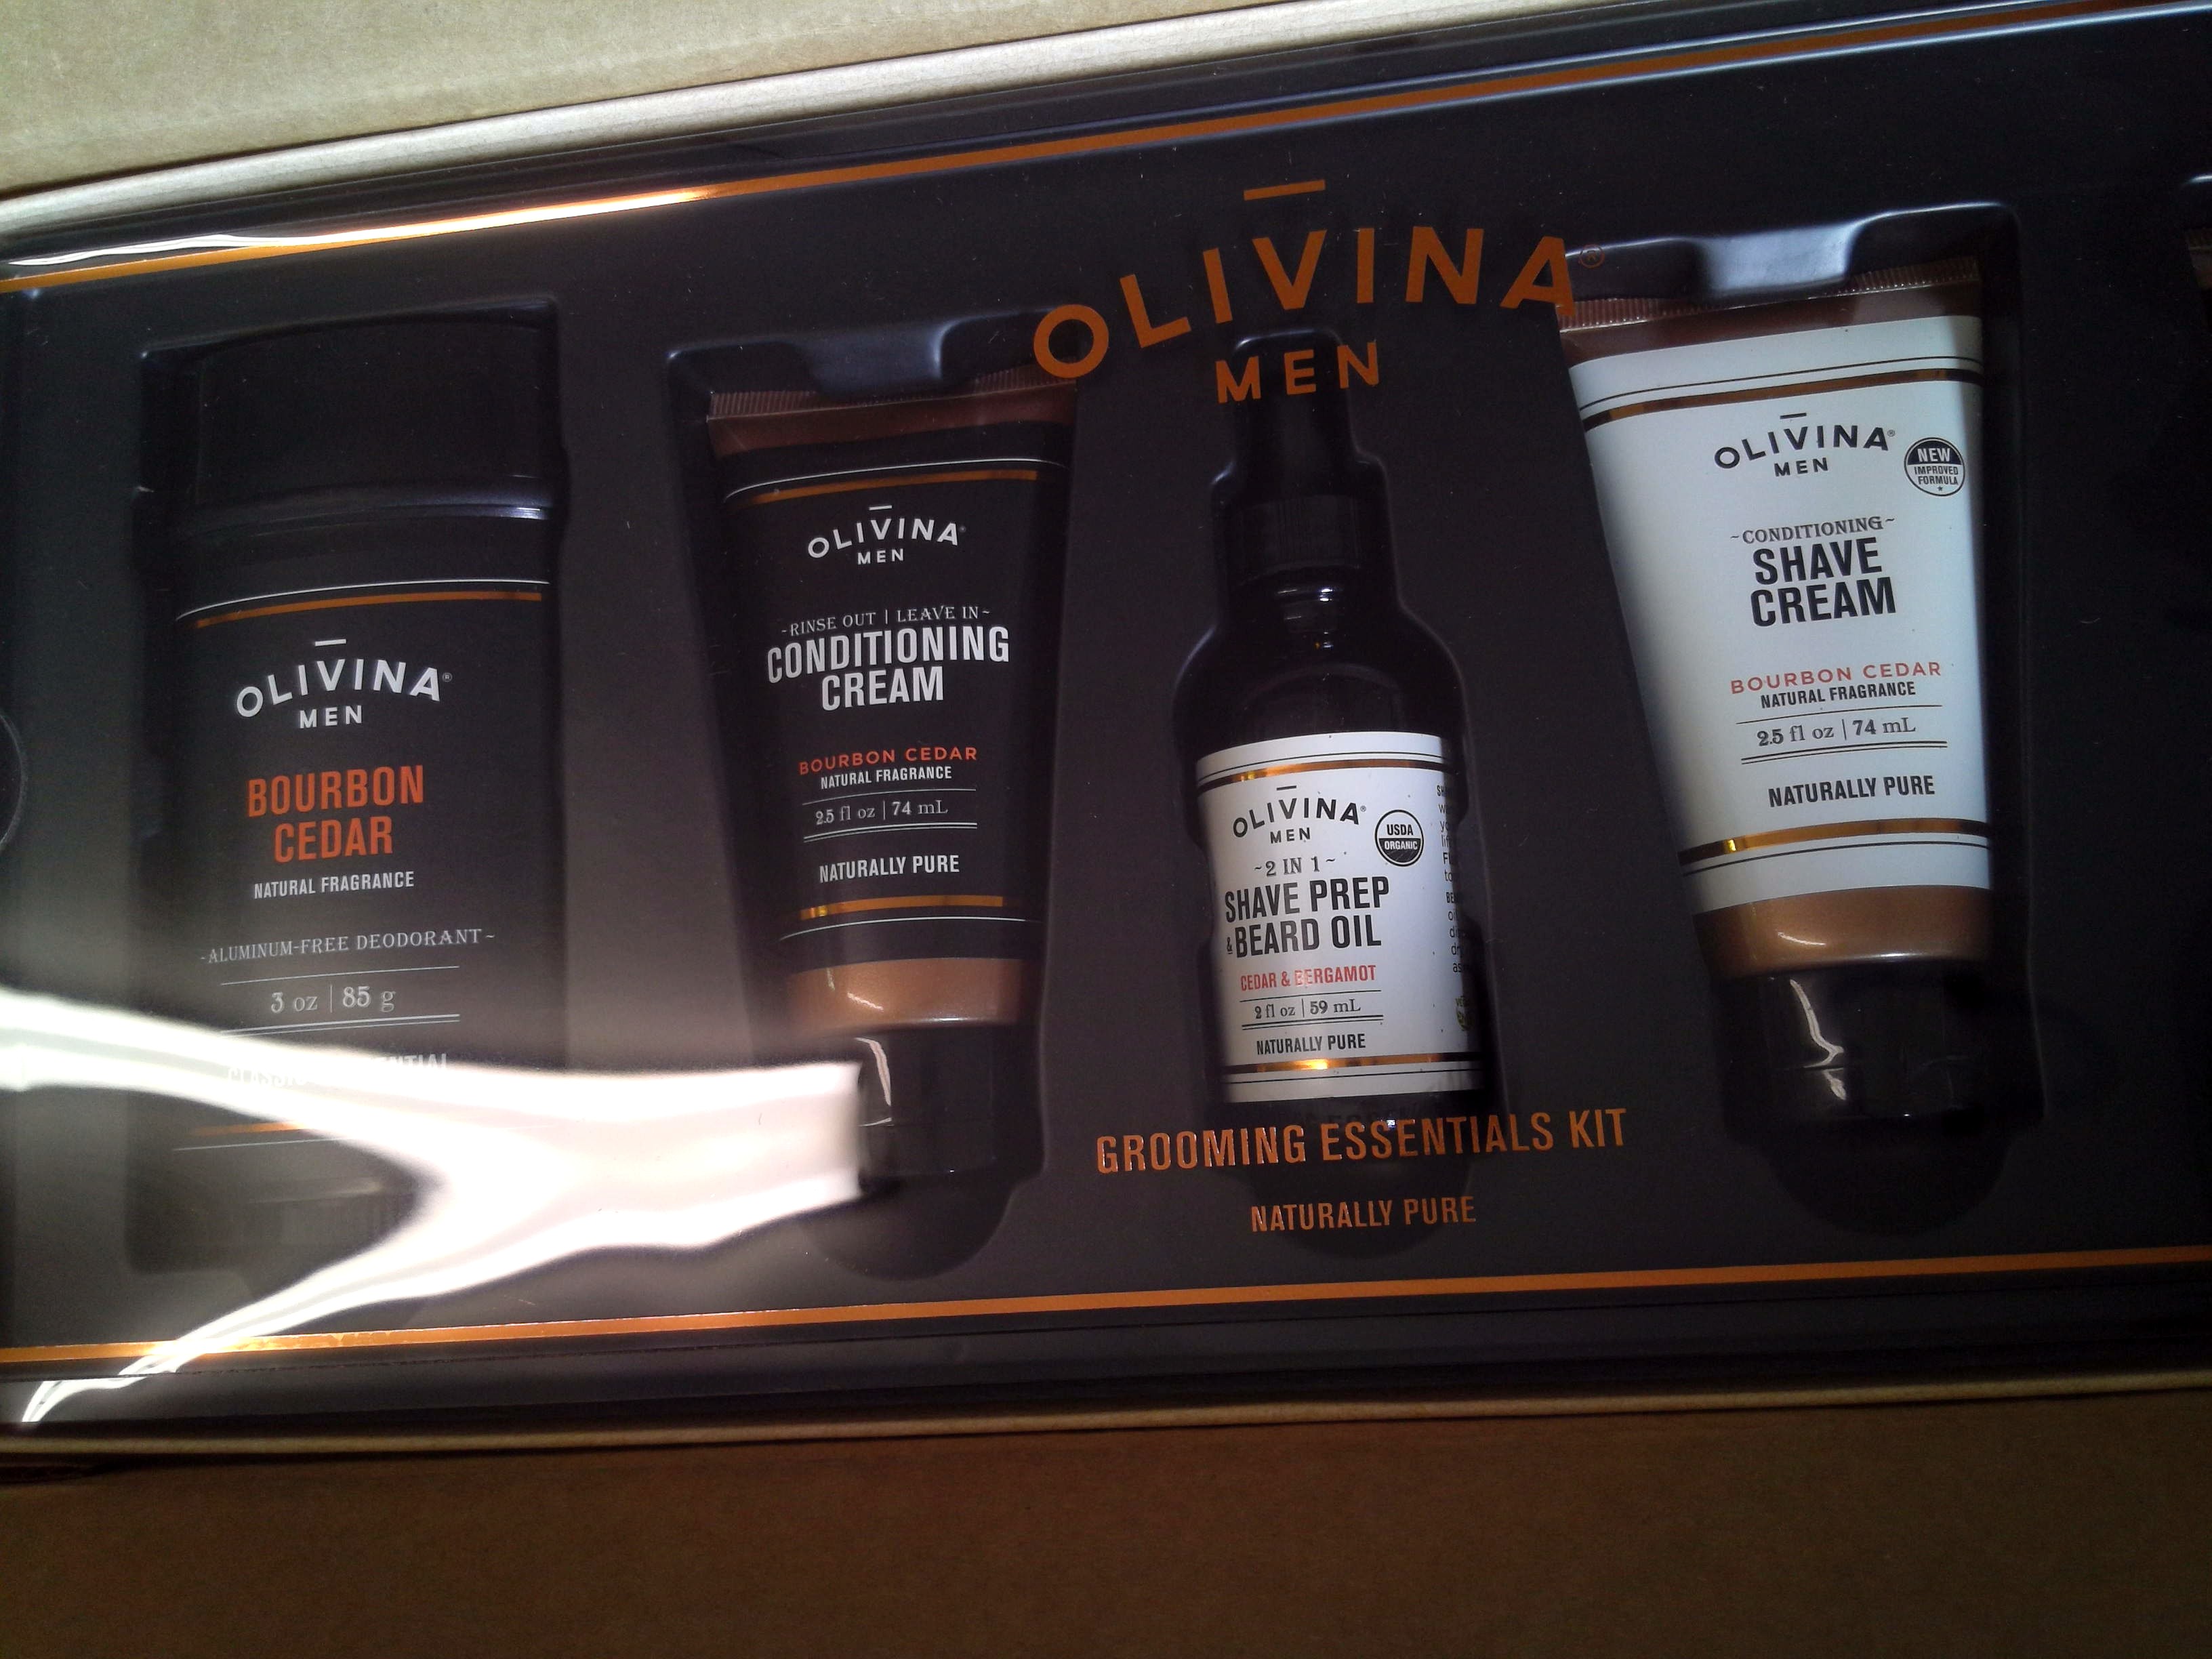 OLIVINA®
MEN
GROOMING ESSENTIALS KIT
NATURALLY PURE
OLIVINA®
MEN
BOURBON
CEDAR
NATURAL FRAGRANCE
~ALUMINUM-FREE DEODORANT~
3 oz | 85 g
OLIVINA®
MEN
~RINSE OUT | LEAVE IN~
CONDITIONING
CREAM
BOURBON CEDAR
NATURAL FRAGRANCE
2.5 fl oz | 74 mL
NATURALLY PURE
OLIVINA®
MEN
USDA
ORGANIC
~2 IN 1~
SHAVE PREP
& BEARD OIL
CEDAR & BERGAMOT
2 fl oz | 59 mL
NATURALLY PURE
OLIVINA®
MEN
NEW
IMPROVED
FORMULA
~CONDITIONING~
SHAVE
CREAM
BOURBON CEDAR
NATURAL FRAGRANCE
2.5 fl oz | 74 mL
NATURALLY PURE